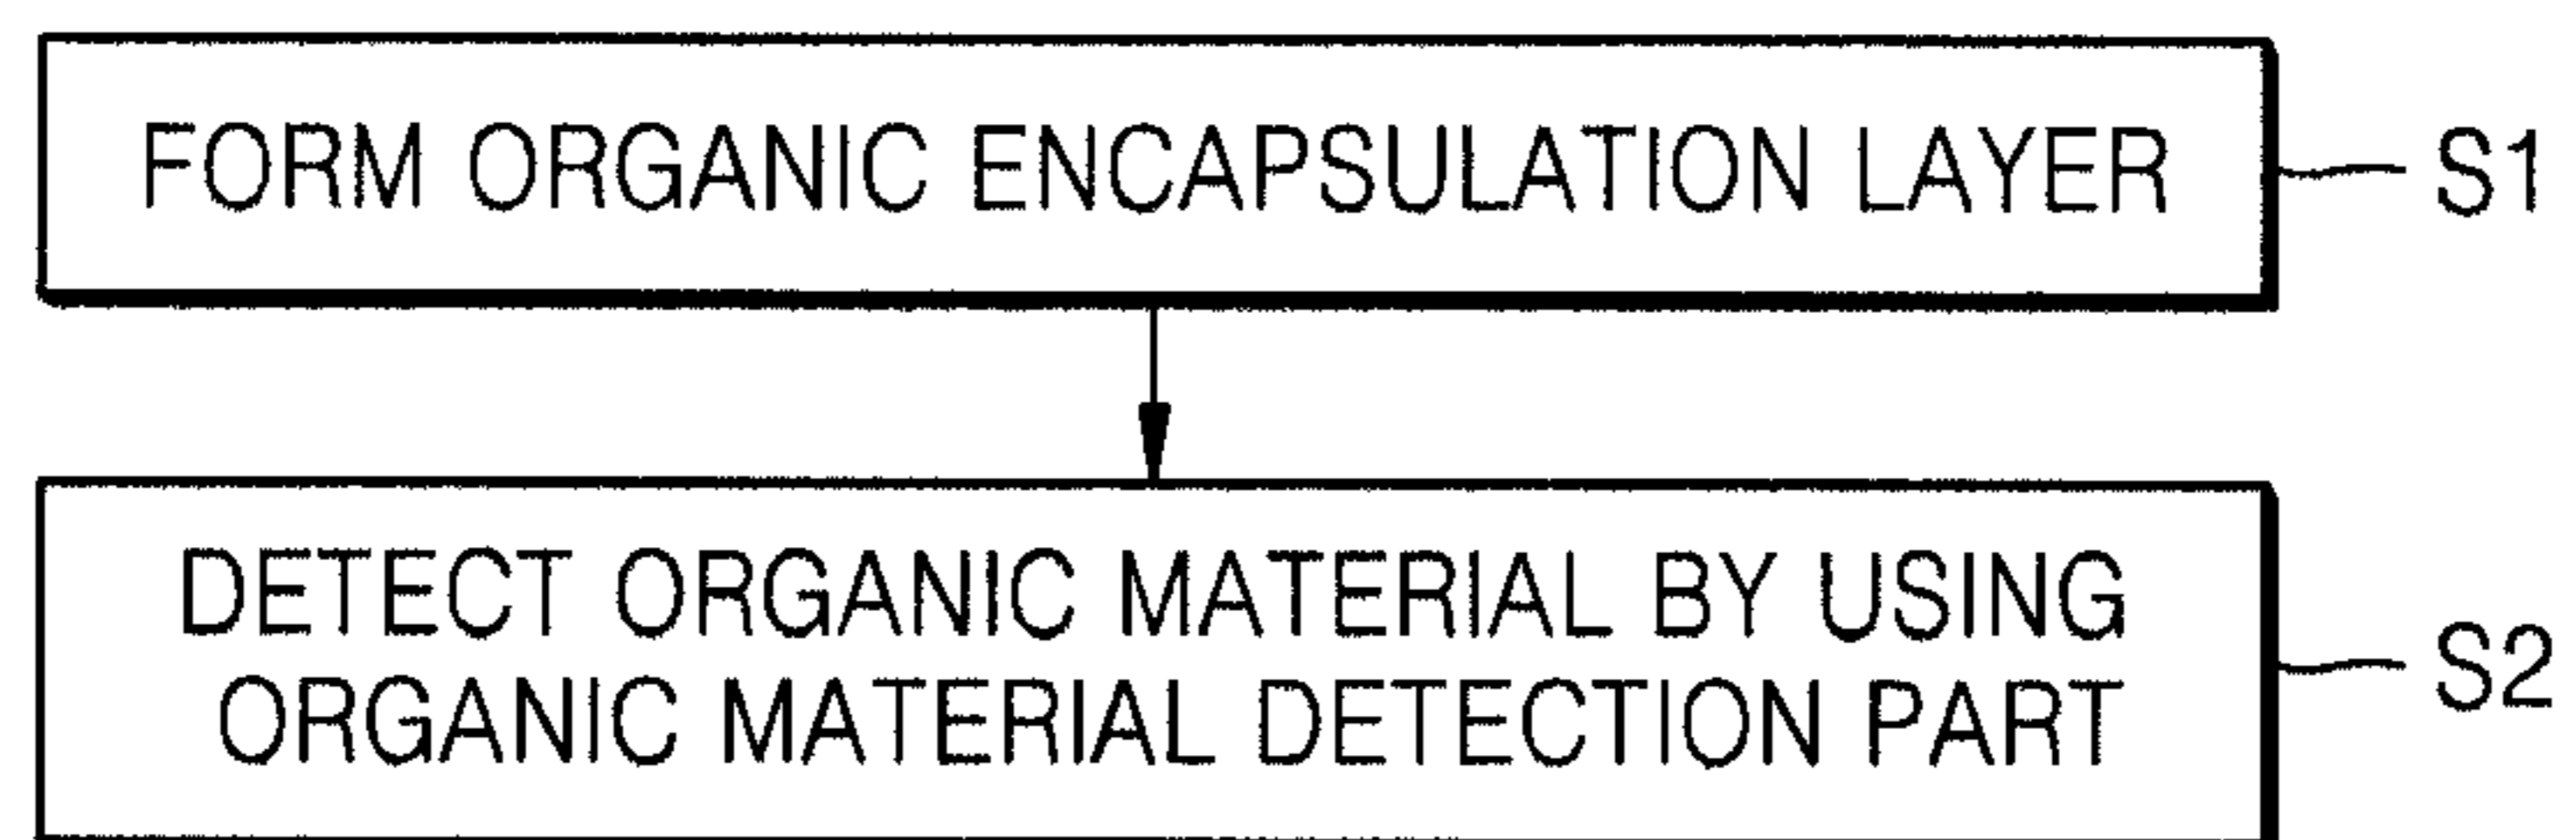 FORM ORGANIC ENCAPSULATION LAYER
S1
DETECT ORGANIC MATERIAL BY USING
ORGANIC MATERIAL DETECTION PART
S2